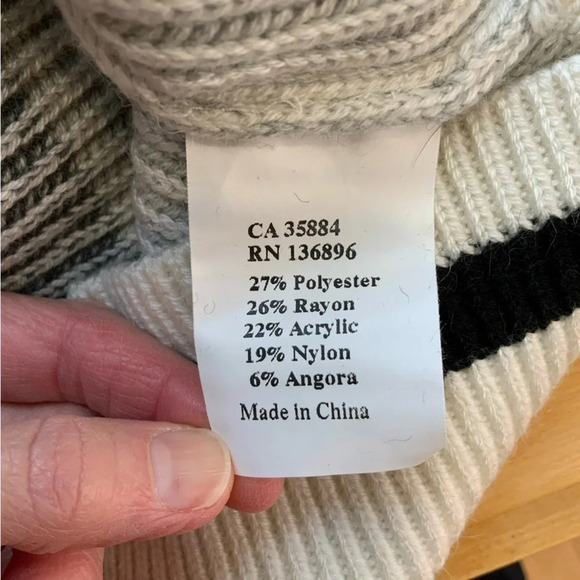 CA 35884
RN 136896
27% Polyester
26% Rayon
22% Acrylic
19% Nylon
6% Angora
Made in China